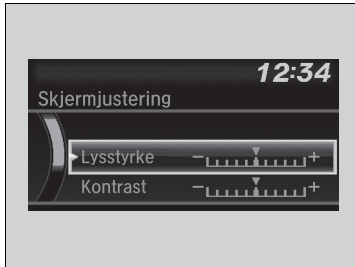 12:34
Skjermjustering
Lysstyrke − +
Kontrast − +